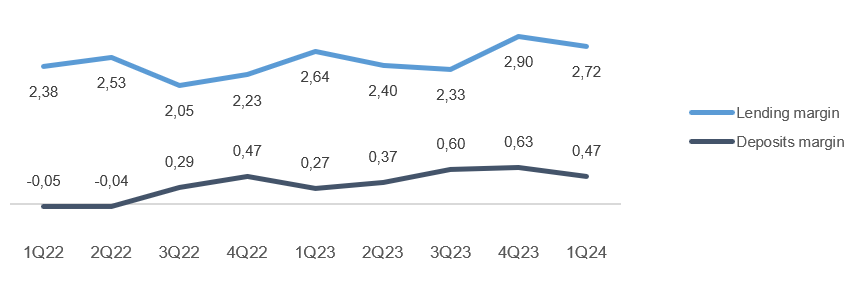 2,38 2,53 2,05 2,23 2,64 2,40 2,33 2,90 2,72
-0,05 -0,04 0,29 0,47 0,27 0,37 0,60 0,63 0,47
1Q22 2Q22 3Q22 4Q22 1Q23 2Q23 3Q23 4Q23 1Q24
Lending margin
Deposits margin